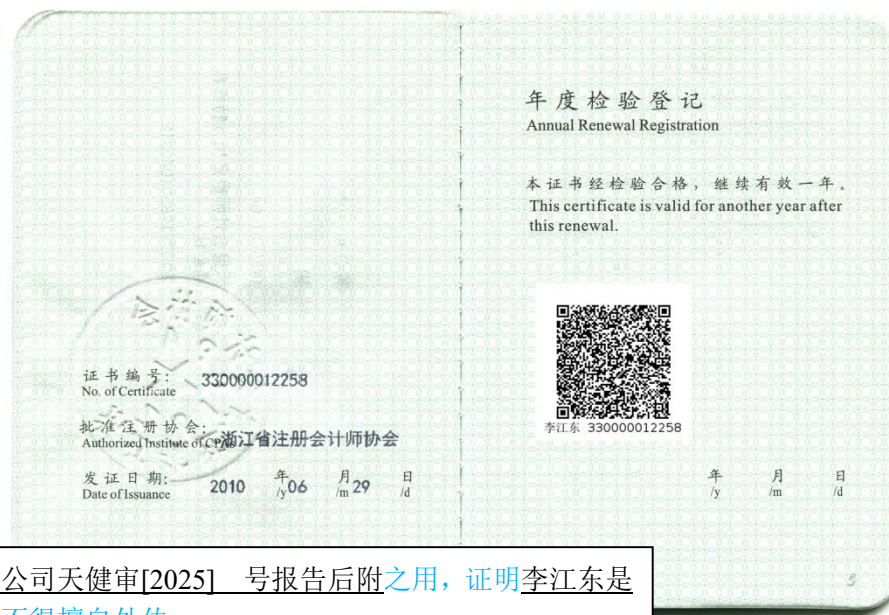 证书编号:
No. of Certificate
330000012258
批准注册协会:
Authorized Institute of CPAs
浙江省注册会计师协会
发证日期:
Date of Issuance
2010 年 06 月 29 日
/y /m /d
年度检验登记
Annual Renewal Registration
本证书经检验合格，继续有效一年。
This certificate is valid for another year after
this renewal.
李江东 330000012258
年 月 日
/y /m /d
5
公司天健审[2025] 号报告后附之用，证明李江东是